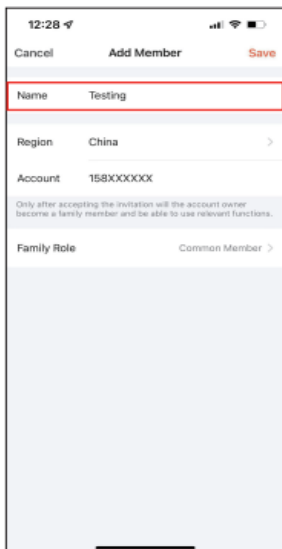 12:28
Cancel Add Member Save
Name Testing
Region China
Account 158XXXXXX
Only after accepting the invitation will the account owner
become a family member and be able to use relevant functions.
Family Role Common Member